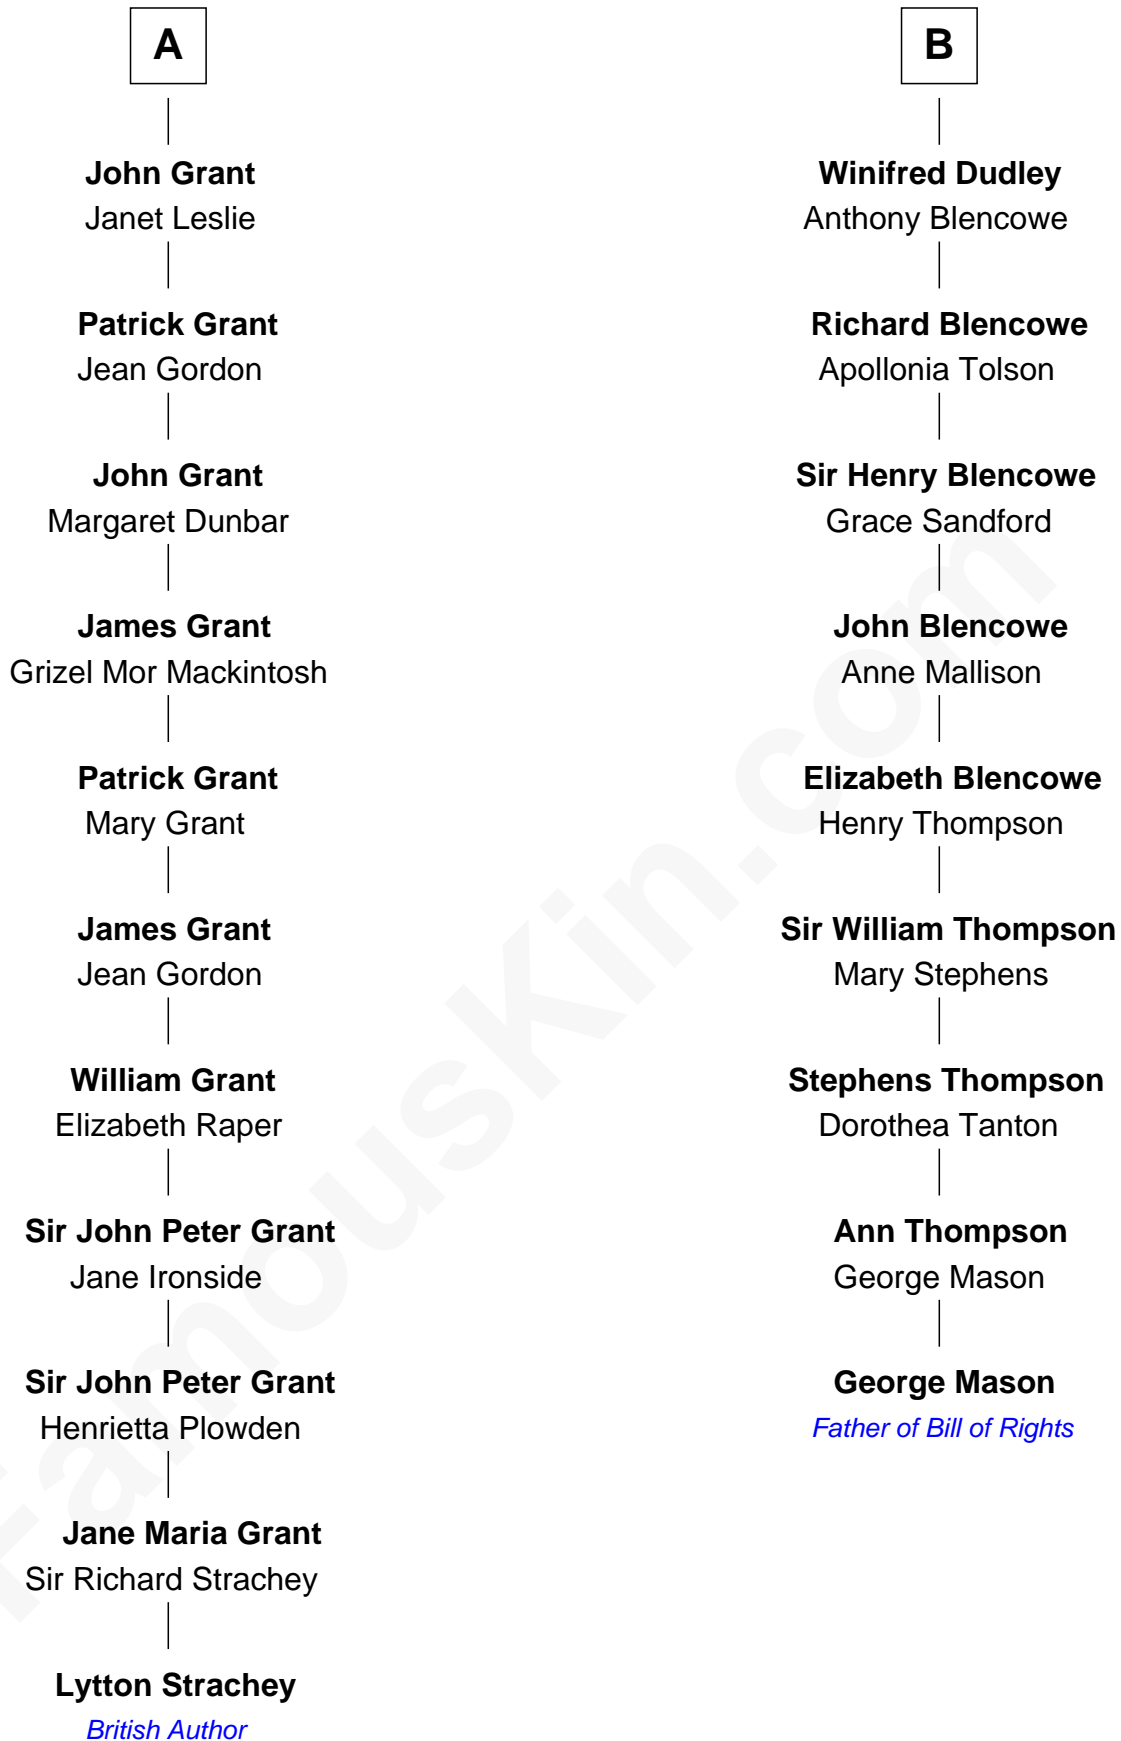 A
John Grant
Janet Leslie
Patrick Grant
Jean Gordon
John Grant
Margaret Dunbar
James Grant
Grizel Mor Mackintosh
Patrick Grant
Mary Grant
James Grant
Jean Gordon
William Grant
Elizabeth Raper
Sir John Peter Grant
Jane Ironside
Sir John Peter Grant
Henrietta Plowden
Jane Maria Grant
Sir Richard Strachey
Lytton Strachey
British Author
B
Winifred Dudley
Anthony Blencowe
Richard Blencowe
Apollonia Tolson
Sir Henry Blencowe
Grace Sandford
John Blencowe
Anne Mallison
Elizabeth Blencowe
Henry Thompson
Sir William Thompson
Mary Stephens
Stephens Thompson
Dorothea Tanton
Ann Thompson
George Mason
George Mason
Father of Bill of Rights
FamousKin.com